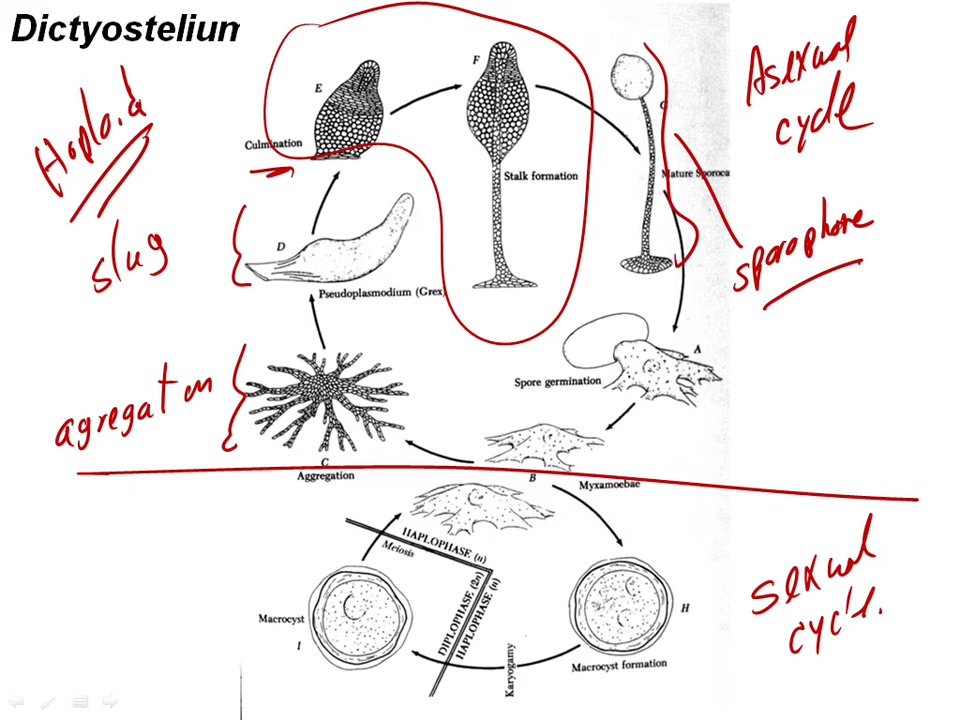 Dictyosteliun
Haploid
slug
agregaton
Asexual
cycle
sporophore
sexual
cycle.
E
Culmination
F
Stalk formation
G
Mature Sporoca
D
Pseudoplasmodium (Grex
A
Spore germination
C
Aggregation
B
Myxamoebae
HAPLOPHASE (n)
Meiosis
DIPLOPHASE (2n)
HAPLOPHASE (n)
Macrocyst
I
H
Macrocyst formation
Karyogamy